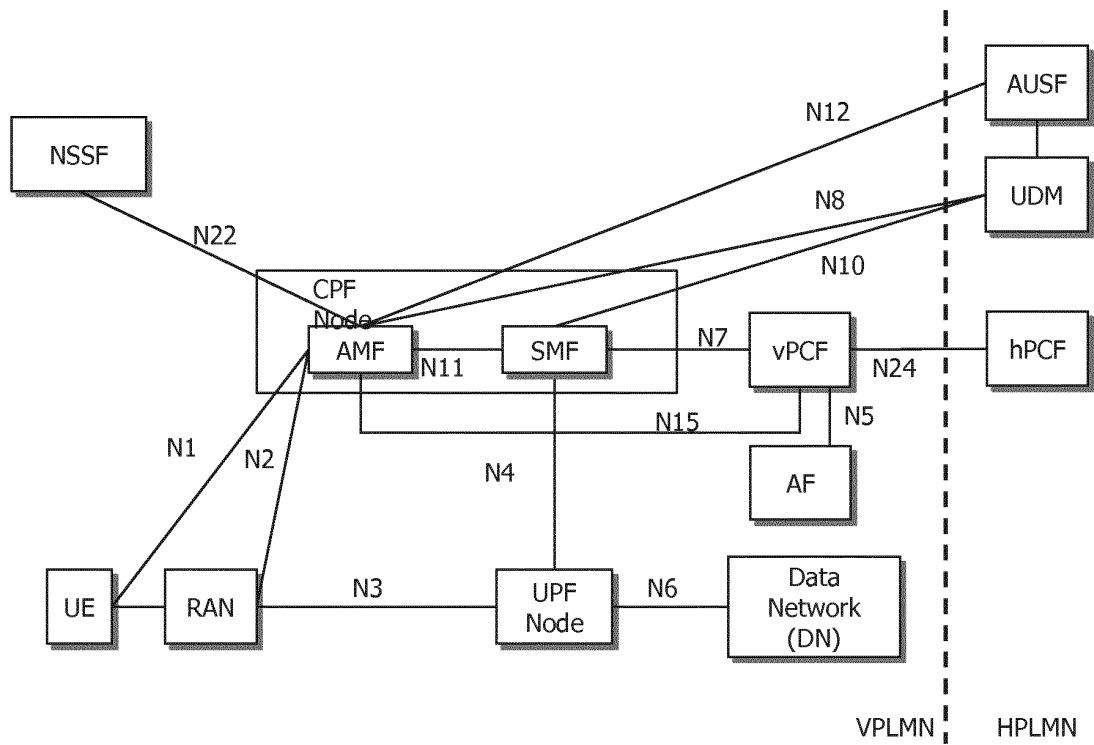 AUSF
N12
NSSF
UDM
N8
N22
N10
CPF
Node
AMF
N11
SMF
N7
vPCF
N24
hPCF
N15
N5
N1
N2
N4
AF
UE
RAN
N3
UPF
Node
N6
Data
Network
(DN)
VPLMN
HPLMN